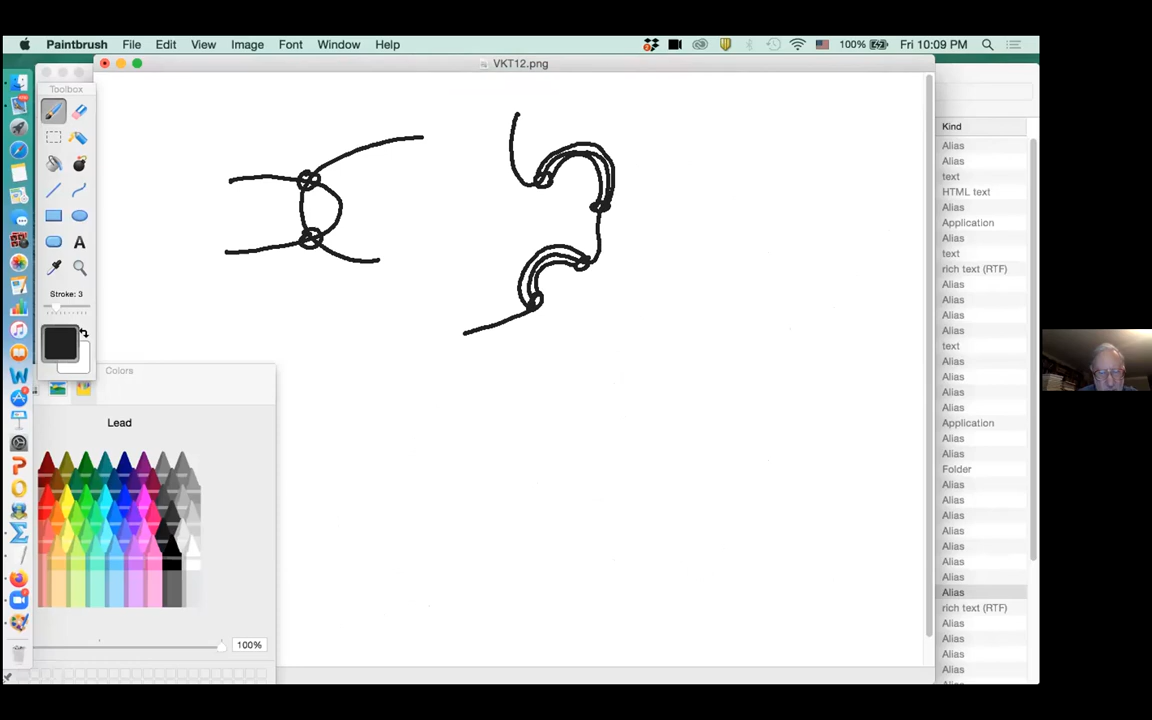 Paintbrush File Edit View Image Font Window Help 100% Fri 10:09 PM
VKT12.png
Toolbox
A
Stroke: 3
Colors
Lead
100%
Kind
Alias
Alias
text
HTML text
Alias
Application
Alias
text
rich text (RTF)
Alias
Alias
Alias
text
Alias
Alias
Alias
Alias
Application
Alias
Alias
Folder
Alias
Alias
Alias
Alias
Alias
Alias
Alias
Alias
rich text (RTF)
Alias
Alias
Alias
Alias
Alias